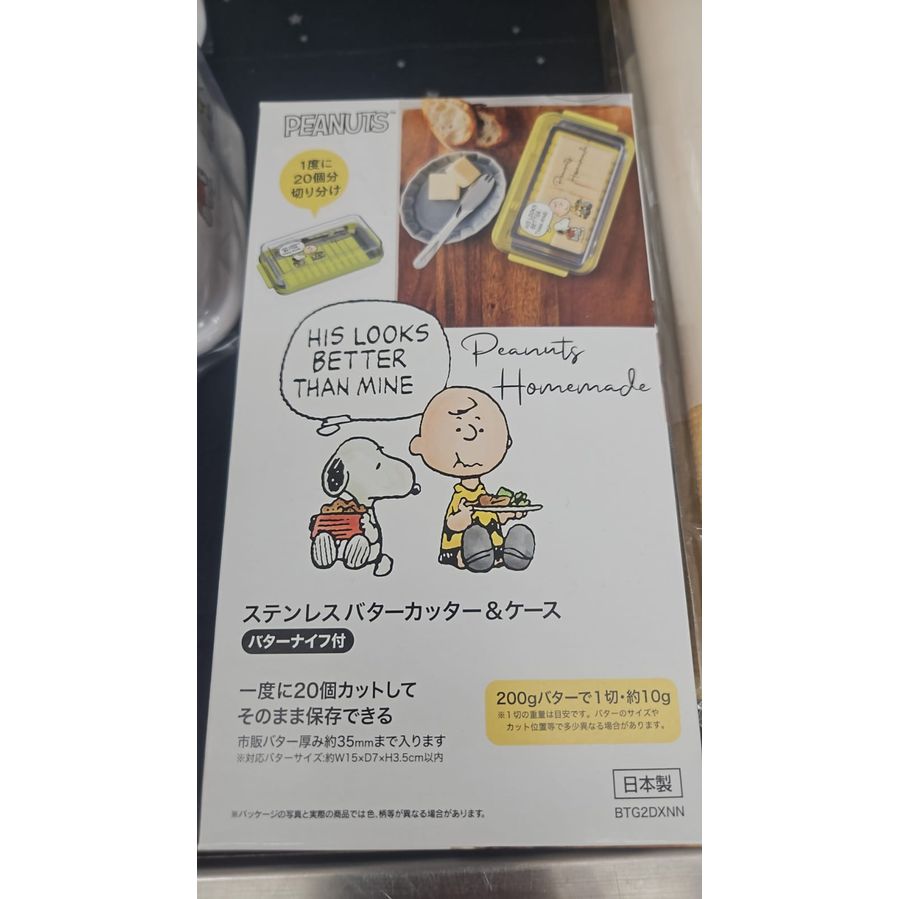 PEANUTS
1度に
20個分
切り分け
HIS LOOKS
BETTER
THAN MINE
Peanuts
Homemade
HIS LOOKS
BETTER
THAN MINE
Peanuts
Homemade
ステンレス バターカッター&ケース
バターナイフ付
一度に20個カットして
そのまま保存できる
市販バター厚み約35mmまで入ります
※対応バターサイズ:約W15×D7×H3.5cm以内
200gバターで1切・約10g
※1切の重量は目安です。バターのサイズや
カット位置等で多少異なる場合があります。
日本製
BTG2DXNN
※パッケージの写真と実際の商品では色、柄等が異なる場合があります。